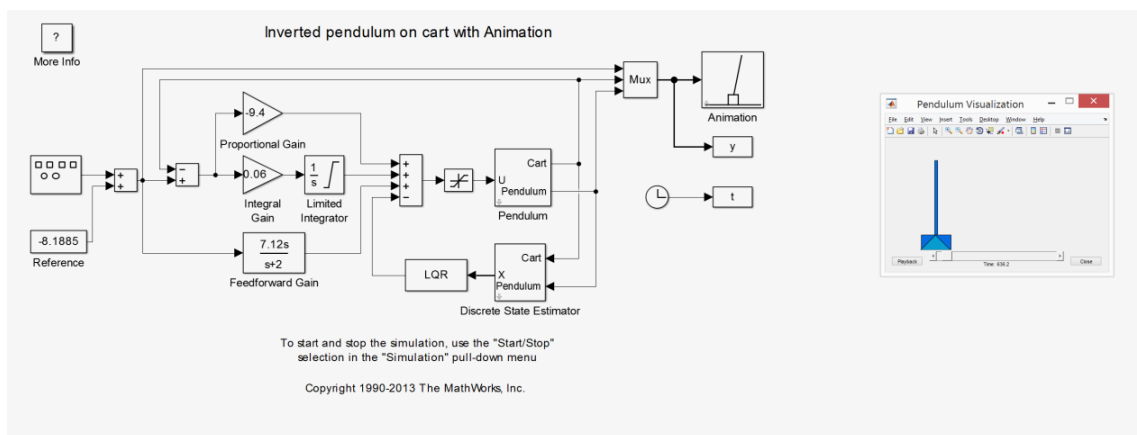 Inverted pendulum on cart with Animation
?
More Info
Mux
Animation
-9.4
Proportional Gain
y
+
+
−
+
0.06
Integral
Gain
1
s
Limited
Integrator
+
+
+
−
Cart
U
Pendulum
Pendulum
t
-8.1885
Reference
7.12s
s+2
Feedforward Gain
LQR
Cart
X
Pendulum
Discrete State Estimator
To start and stop the simulation, use the "Start/Stop"
selection in the "Simulation" pull-down menu
Copyright 1990-2013 The MathWorks, Inc.
Pendulum Visualization
File Edit View Insert Tools Desktop Window Help
Playback
Time: 636.2
Close